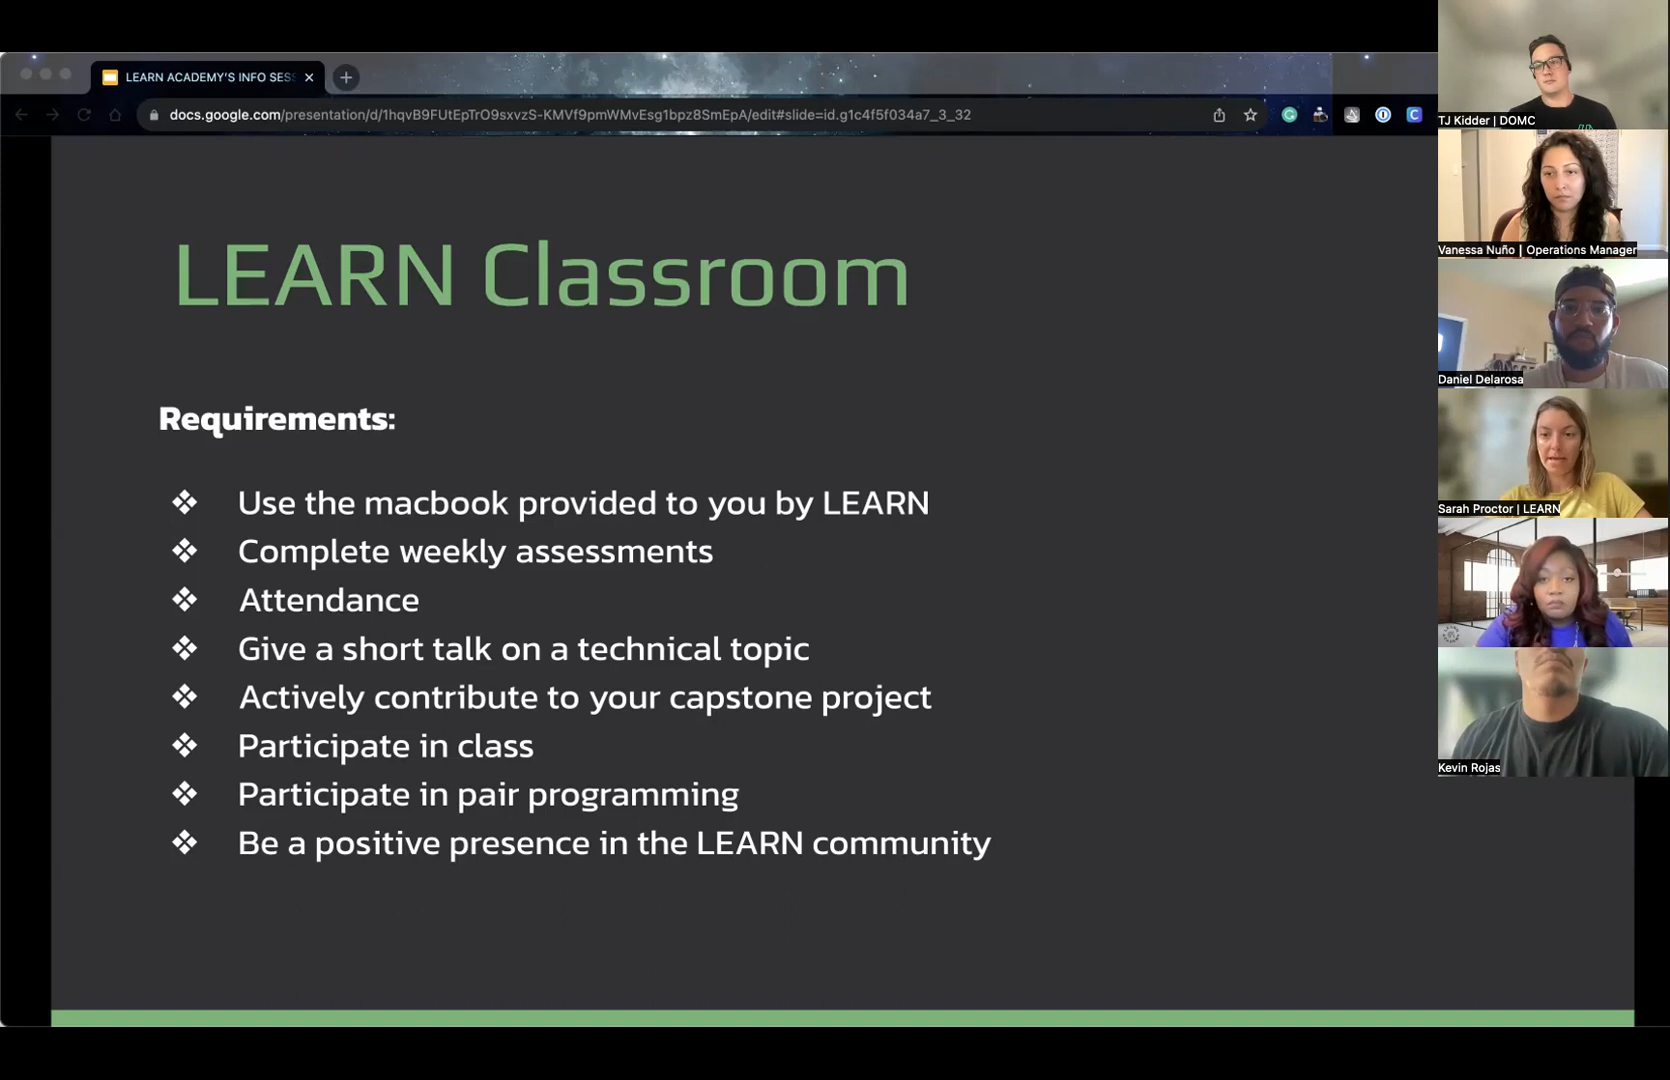 LEARN ACADEMY'S INFO SES
docs.google.com/presentation/d/1hqvB9FUtEpTrO9sxvzS-KMVf9pmWMvEsg1bpz8SmEpA/edit#slide=id.g1c4f5f034a7_3_32
LEARN Classroom
Requirements:
❖ Use the macbook provided to you by LEARN
❖ Complete weekly assessments
❖ Attendance
❖ Give a short talk on a technical topic
❖ Actively contribute to your capstone project
❖ Participate in class
❖ Participate in pair programming
❖ Be a positive presence in the LEARN community
TJ Kidder | DOMC
Vanessa Nuño | Operations Manager
Daniel Delarosa
Sarah Proctor | LEARN
Kevin Rojas